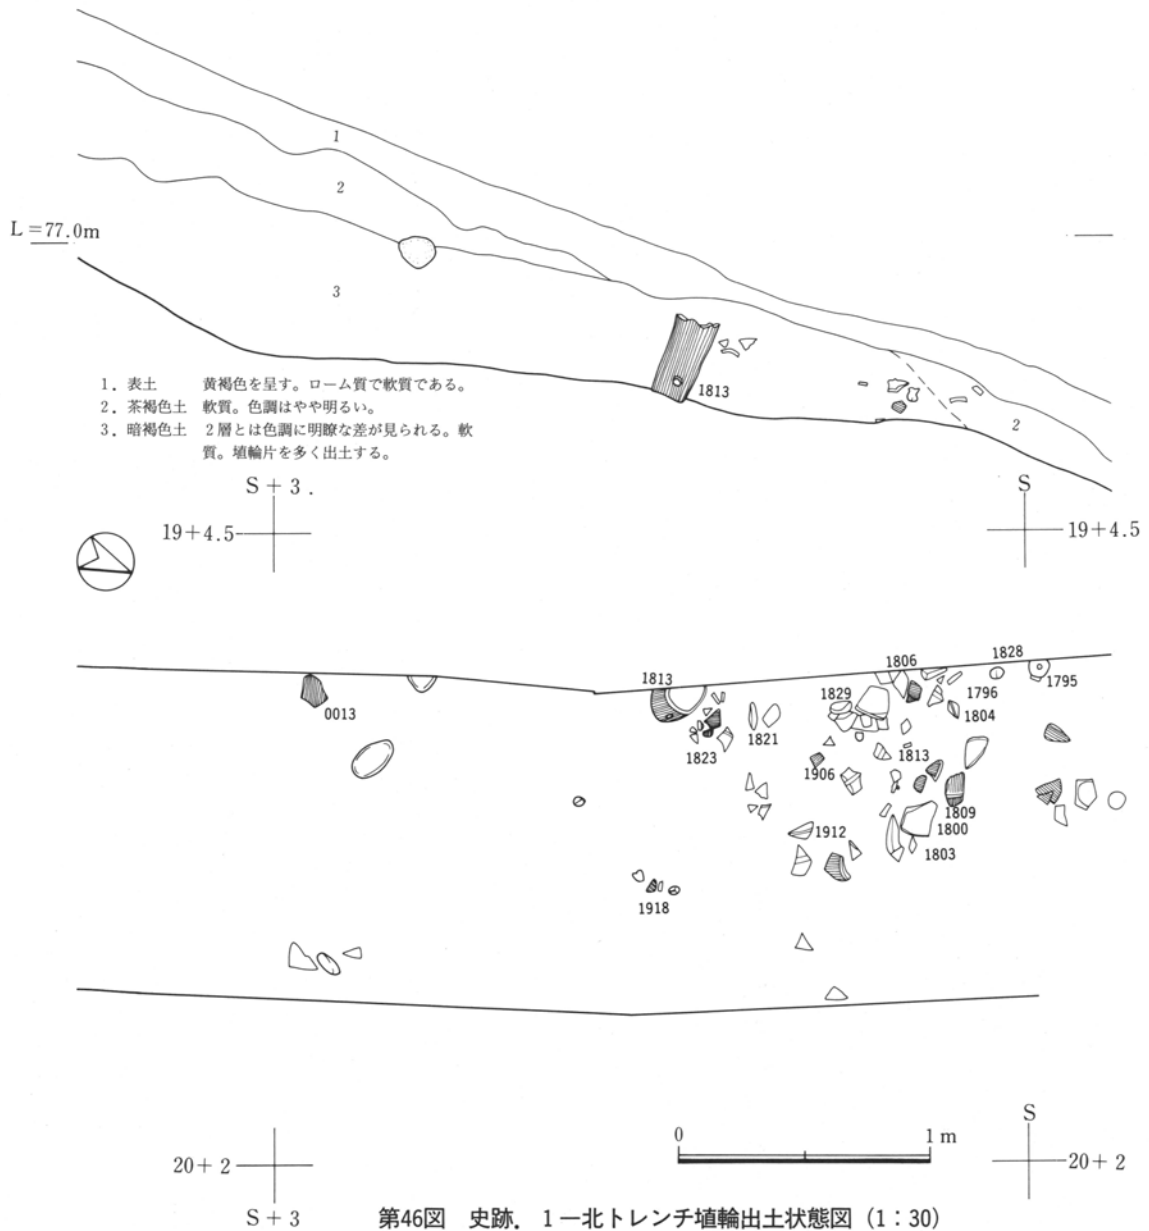 1
2
L=77.0m
3
1813
1. 表土 黄褐色を呈す。ローム質で軟質である。
2. 茶褐色土 軟質。色調はやや明るい。
3. 暗褐色土 2層とは色調に明瞭な差が見られる。軟
質。埴輪片を多く出土する。
2
S+3.
S
19+4.5
19+4.5
1828
1806
1813
1796
1795
0013
1829
1804
1821
1823
1813
1906
1809
1800
1912
1803
1918
S
0 1m
20+2
20+2
S+3
第46図 史跡. 1ー北トレンチ埴輪出土状態図(1:30)